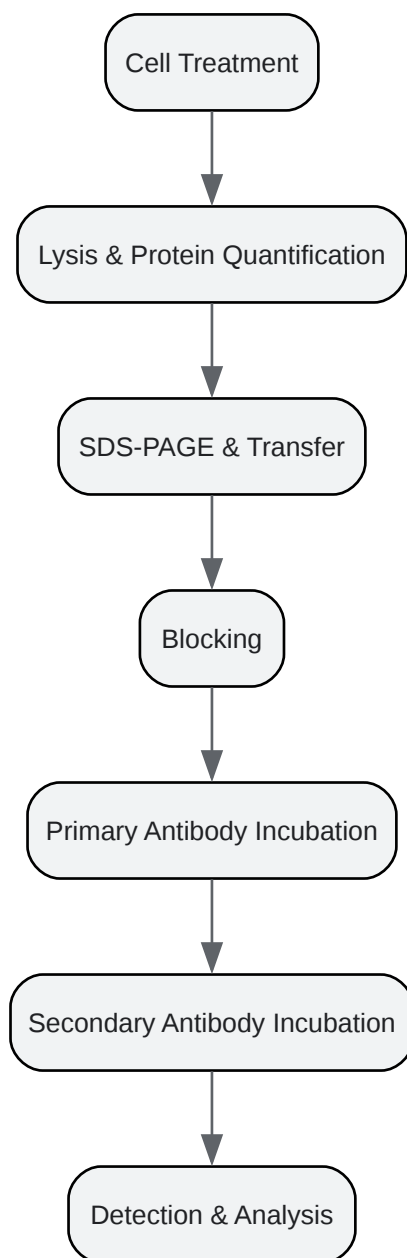 Cell Treatment
Lysis & Protein Quantification
SDS-PAGE & Transfer
Blocking
Primary Antibody Incubation
Secondary Antibody Incubation
Detection & Analysis